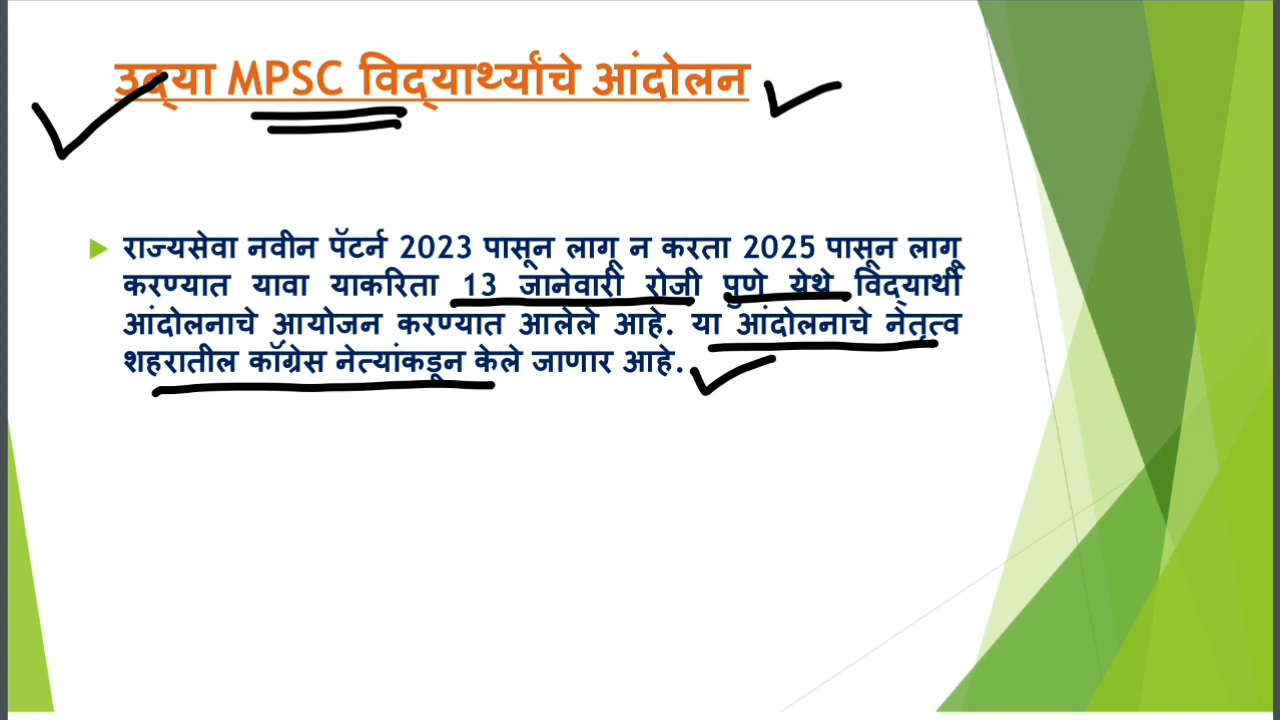 उद्या MPSC विद्यार्थ्यांचे आंदोलन
राज्यसेवा नवीन पॅटर्न 2023 पासून लागू न करता 2025 पासून लागू
करण्यात यावा याकरिता 13 जानेवारी रोजी पुणे येथे विद्यार्थी
आंदोलनाचे आयोजन करण्यात आलेले आहे. या आंदोलनाचे नेतृत्व
शहरातील कॉंग्रेस नेत्यांकडून केले जाणार आहे.